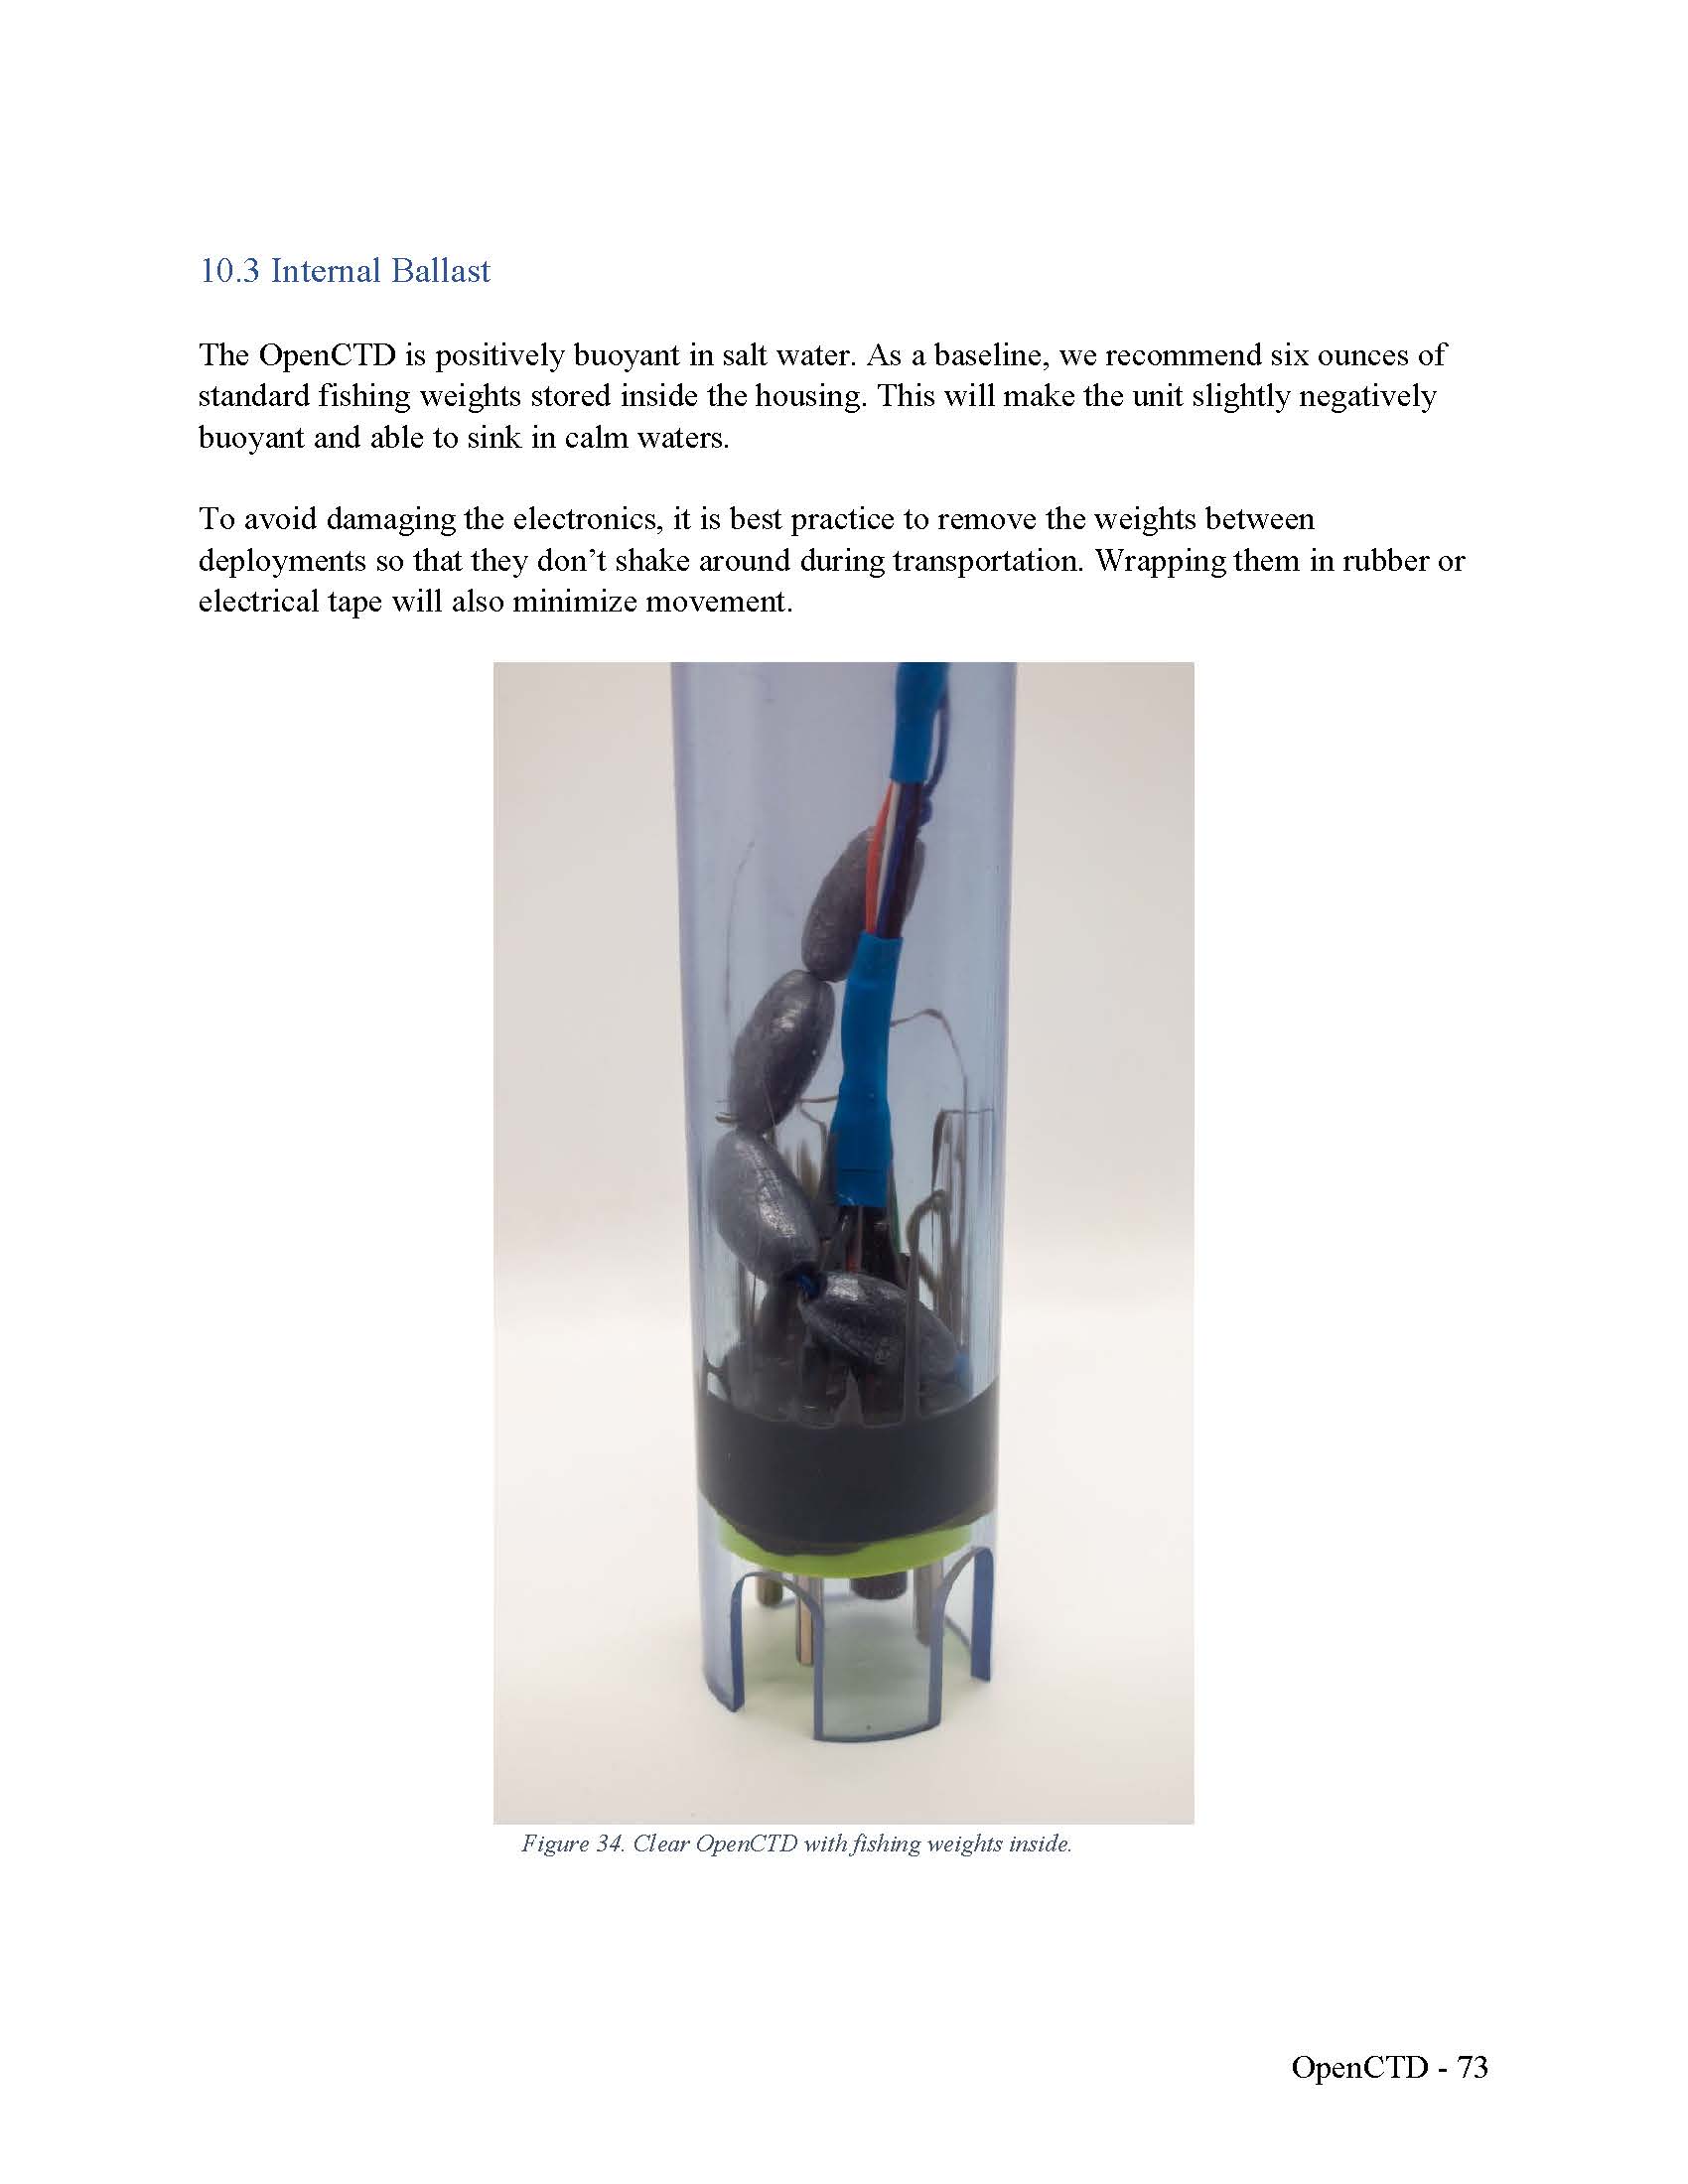 10.3 Internal Ballast
The OpenCTD is positively buoyant in salt water. As a baseline, we recommend six ounces of
standard fishing weights stored inside the housing. This will make the unit slightly negatively
buoyant and able to sink in calm waters.
To avoid damaging the electronics, it is best practice to remove the weights between
deployments so that they don’t shake around during transportation. Wrapping them in rubber or
electrical tape will also minimize movement.
Figure 34. Clear OpenCTD with fishing weights inside.
OpenCTD - 73